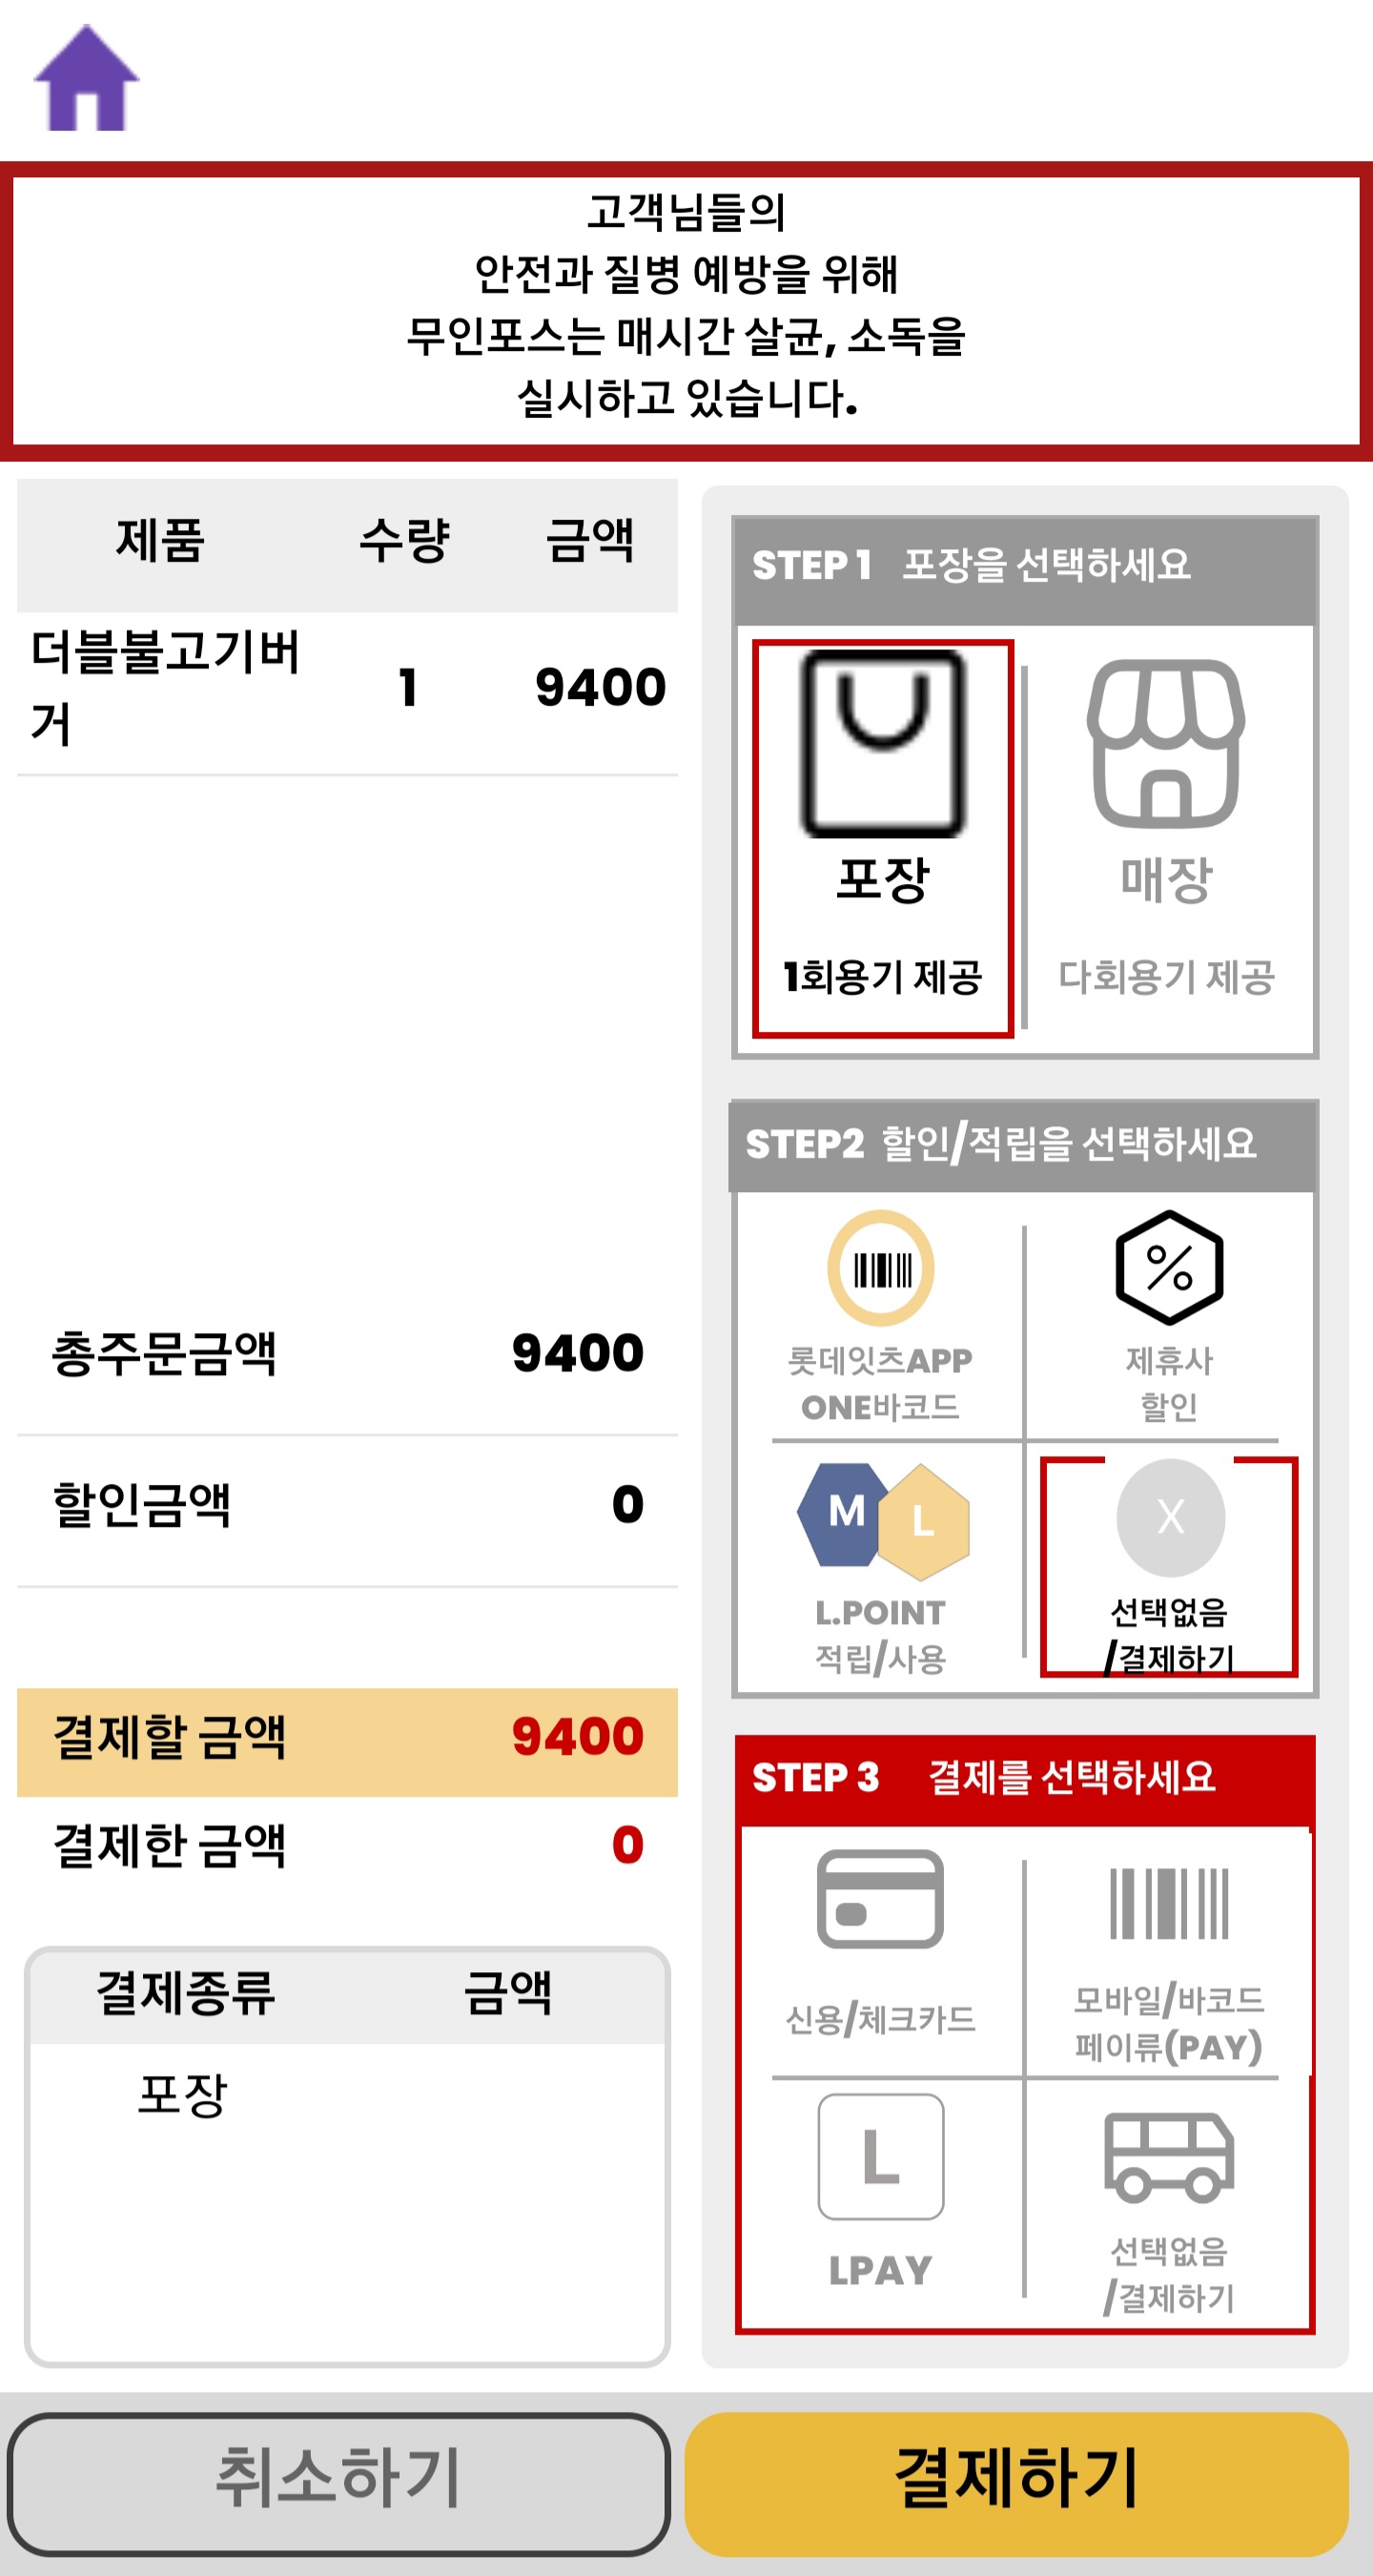 고객님들의
안전과 질병 예방을 위해
무인포스는 매시간 살균, 소독을
실시하고 있습니다.
제품 수량 금액
더블불고기버
거
1 9400
총주문금액 9400
할인금액 0
결제할 금액 9400
결제한 금액 0
결제종류 금액
포장
STEP 1 포장을 선택하세요
포장
1회용기 제공
매장
다회용기 제공
STEP2 할인/적립을 선택하세요
롯데잇츠APP
ONE바코드
제휴사
할인
M L
L.POINT
적립/사용
X
선택없음
/결제하기
STEP 3 결제를 선택하세요
신용/체크카드
모바일/바코드
페이류(PAY)
L
LPAY
선택없음
/결제하기
취소하기 결제하기